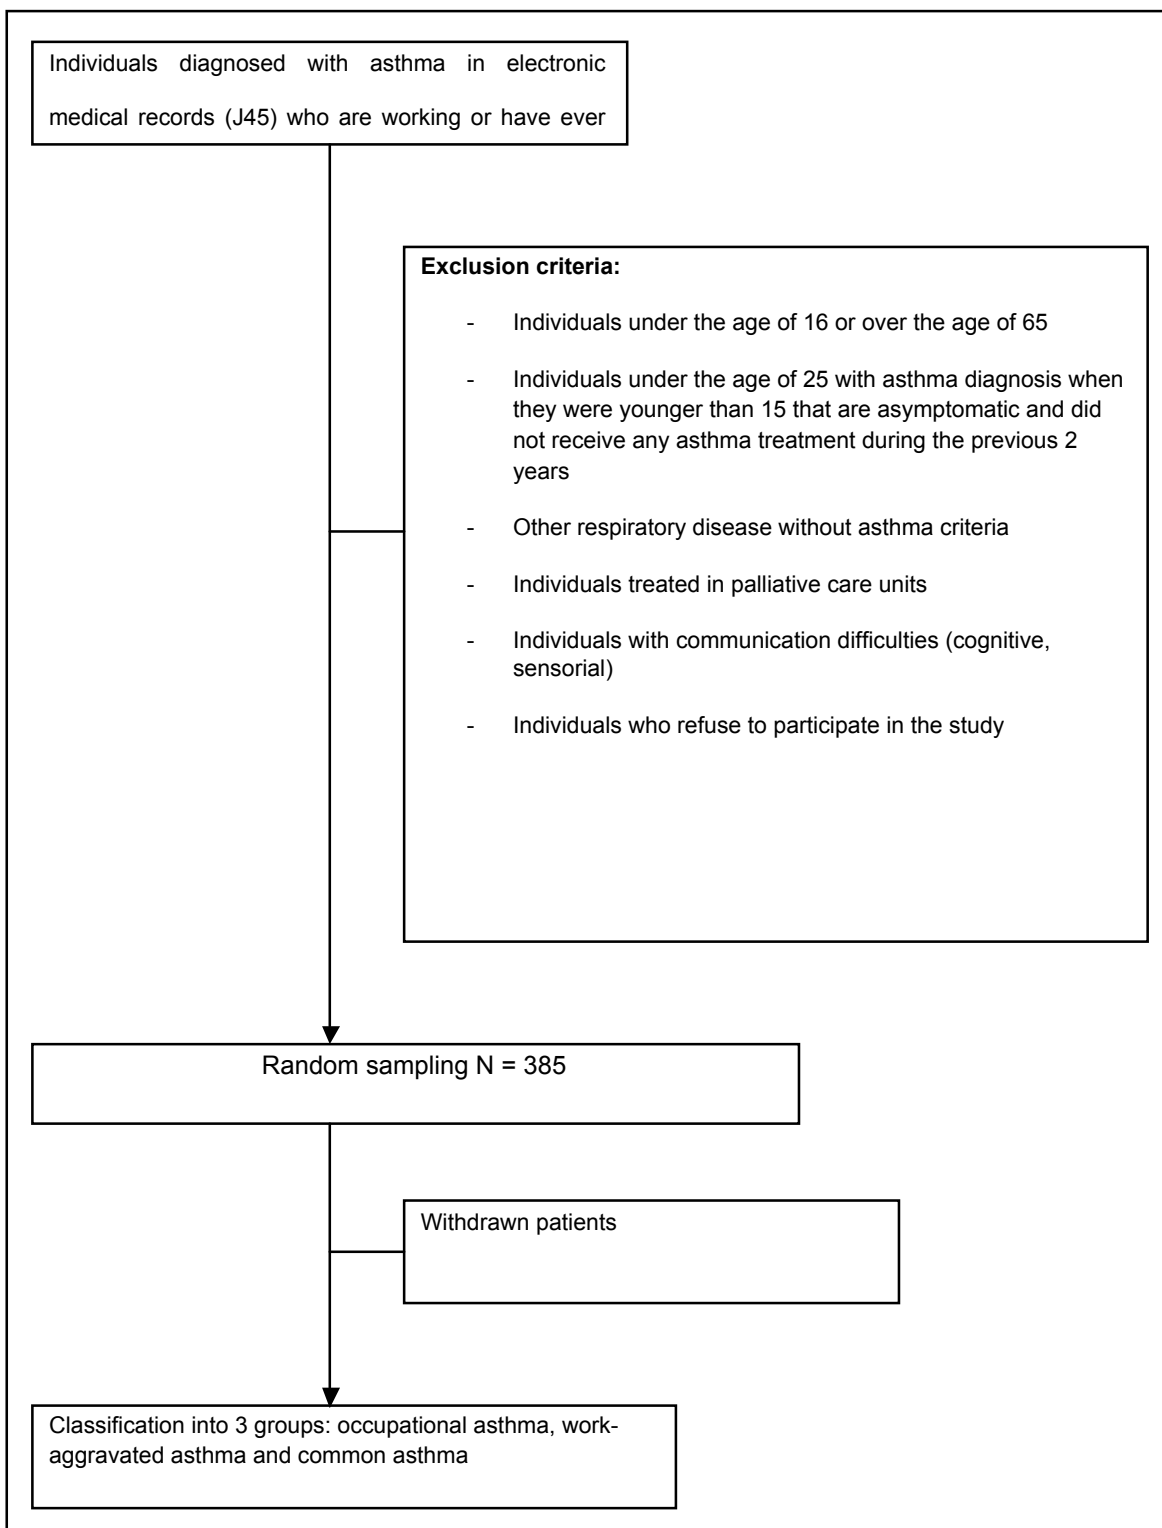 Individuals diagnosed with asthma in electronic
medical records (J45) who are working or have ever
Exclusion criteria:
- Individuals under the age of 16 or over the age of 65
- Individuals under the age of 25 with asthma diagnosis when
they were younger than 15 that are asymptomatic and did
not receive any asthma treatment during the previous 2
years
- Other respiratory disease without asthma criteria
- Individuals treated in palliative care units
- Individuals with communication difficulties (cognitive,
sensorial)
- Individuals who refuse to participate in the study
Random sampling N = 385
Withdrawn patients
Classification into 3 groups: occupational asthma, work-
aggravated asthma and common asthma